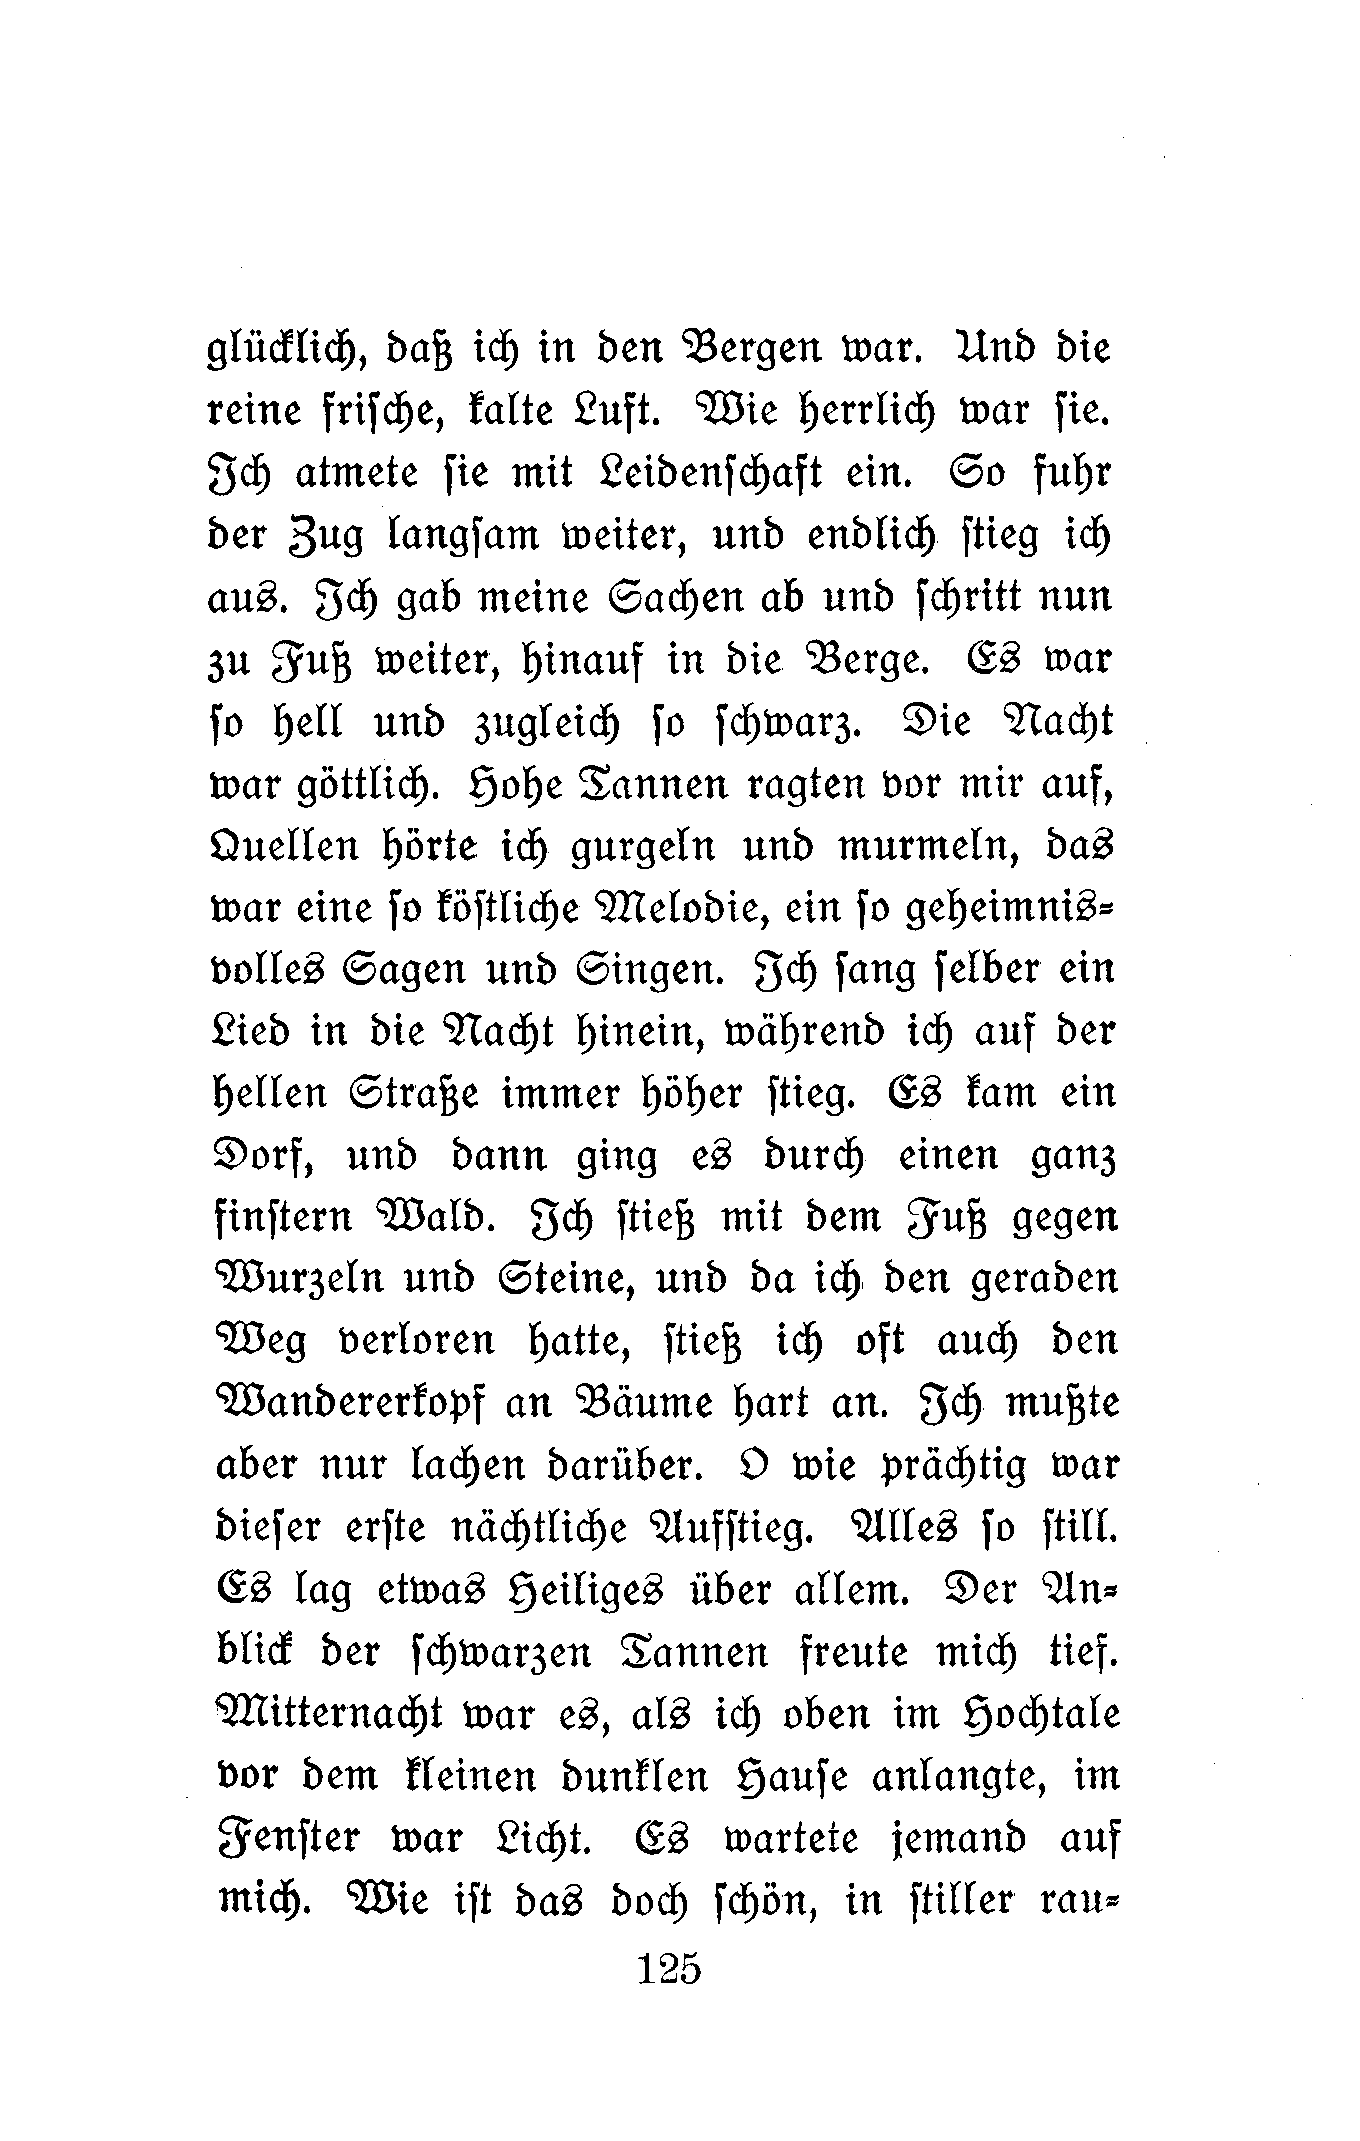 glücklich, daß ich in den Bergen war. Und die
reine friſche, kalte Luft. Wie herrlich war ſie.
Ich atmete ſie mit Leidenſchaft ein. So fuhr
der Zug langſam weiter, und endlich ſtieg ich
aus. Ich gab meine Sachen ab und ſchritt nun
zu Fuß weiter, hinauf in die Berge. Es war
ſo hell und zugleich ſo ſchwarz. Die Nacht
war göttlich. Hohe Tannen ragten vor mir auf,
Quellen hörte ich gurgeln und murmeln, das
war eine ſo köſtliche Melodie, ein ſo geheimnis-
volles Sagen und Singen. Ich ſang ſelber ein
Lied in die Nacht hinein, während ich auf der
hellen Straße immer höher ſtieg. Es kam ein
Dorf, und dann ging es durch einen ganz
finſtern Wald. Ich ſtieß mit dem Fuß gegen
Wurzeln und Steine, und da ich den geraden
Weg verloren hatte, ſtieß ich oft auch den
Wandererkopf an Bäume hart an. Ich mußte
aber nur lachen darüber. O wie prächtig war
dieſer erſte nächtliche Aufſtieg. Alles ſo ſtill.
Es lag etwas Heiliges über allem. Der An-
blick der ſchwarzen Tannen freute mich tief.
Mitternacht war es, als ich oben im Hochtale
vor dem kleinen dunklen Hauſe anlangte, im
Fenſter war Licht. Es wartete jemand auf
mich. Wie iſt das doch ſchön, in ſtiller rau-
125